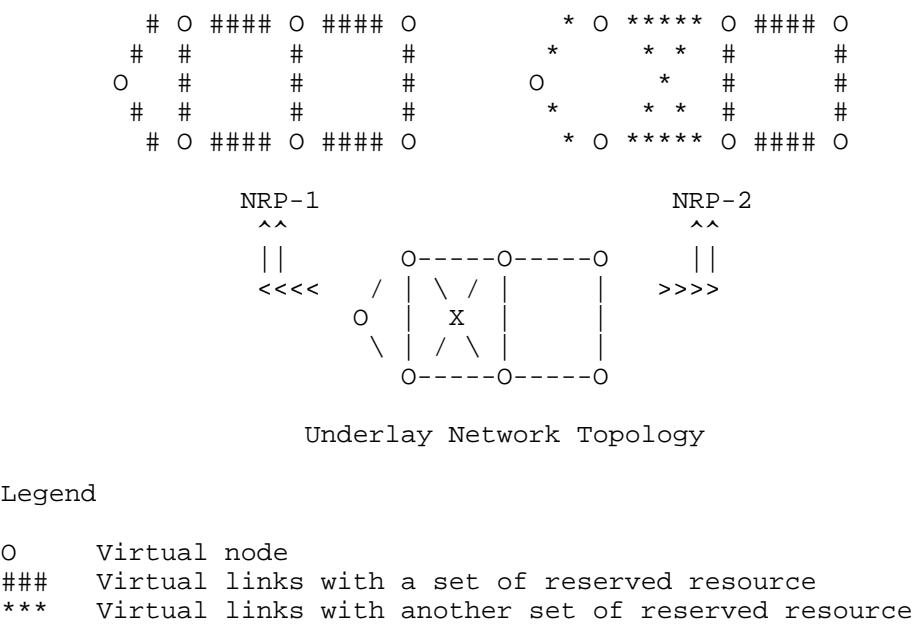 # O #### O #### O * O ***** O #### O
# # # # * * * # #
O # # # O * # #
# # # # * * * # #
# O #### O #### O * O ***** O #### O
NRP-1 NRP-2
^^ ^^
|| O-----O-----O ||
<<<< / | \ / | | >>>>
O | X | |
\ | / \ | |
O-----O-----O
Underlay Network Topology
Legend
O Virtual node
### Virtual links with a set of reserved resource
*** Virtual links with another set of reserved resource